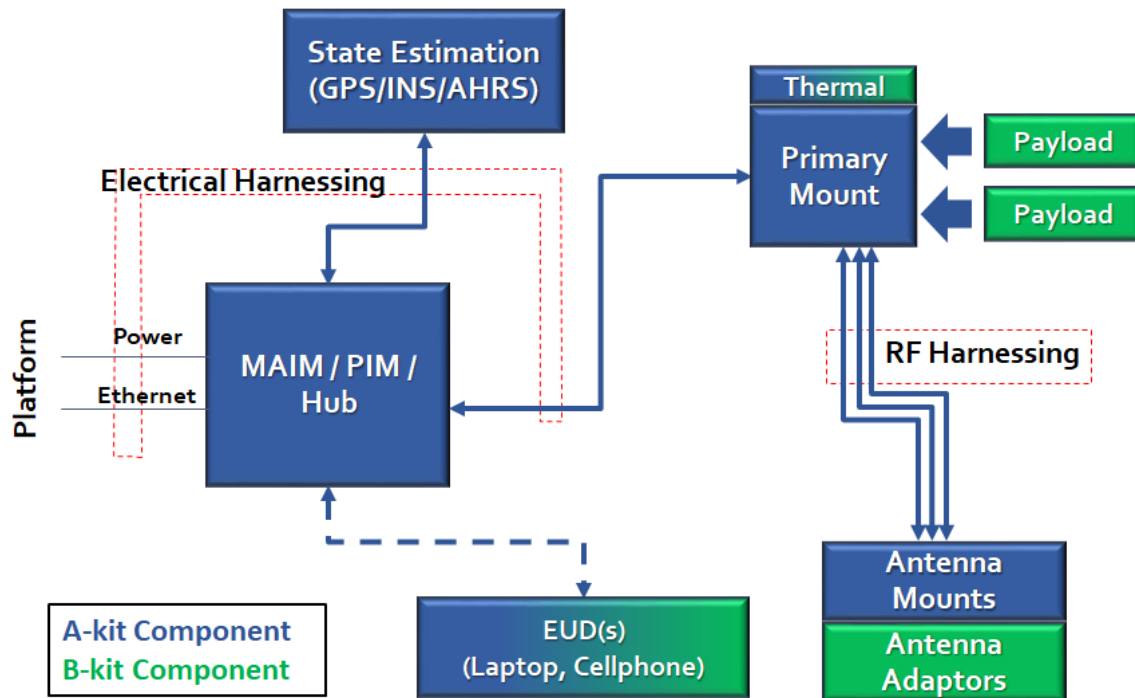 State Estimation
(GPS/INS/AHRS)
Thermal
Primary
Mount
Payload
Payload
Electrical Harnessing
Platform
Power
Ethernet
MAIM / PIM /
Hub
RF Harnessing
Antenna
Mounts
Antenna
Adaptors
EUD(s)
(Laptop, Cellphone)
A-kit Component
B-kit Component